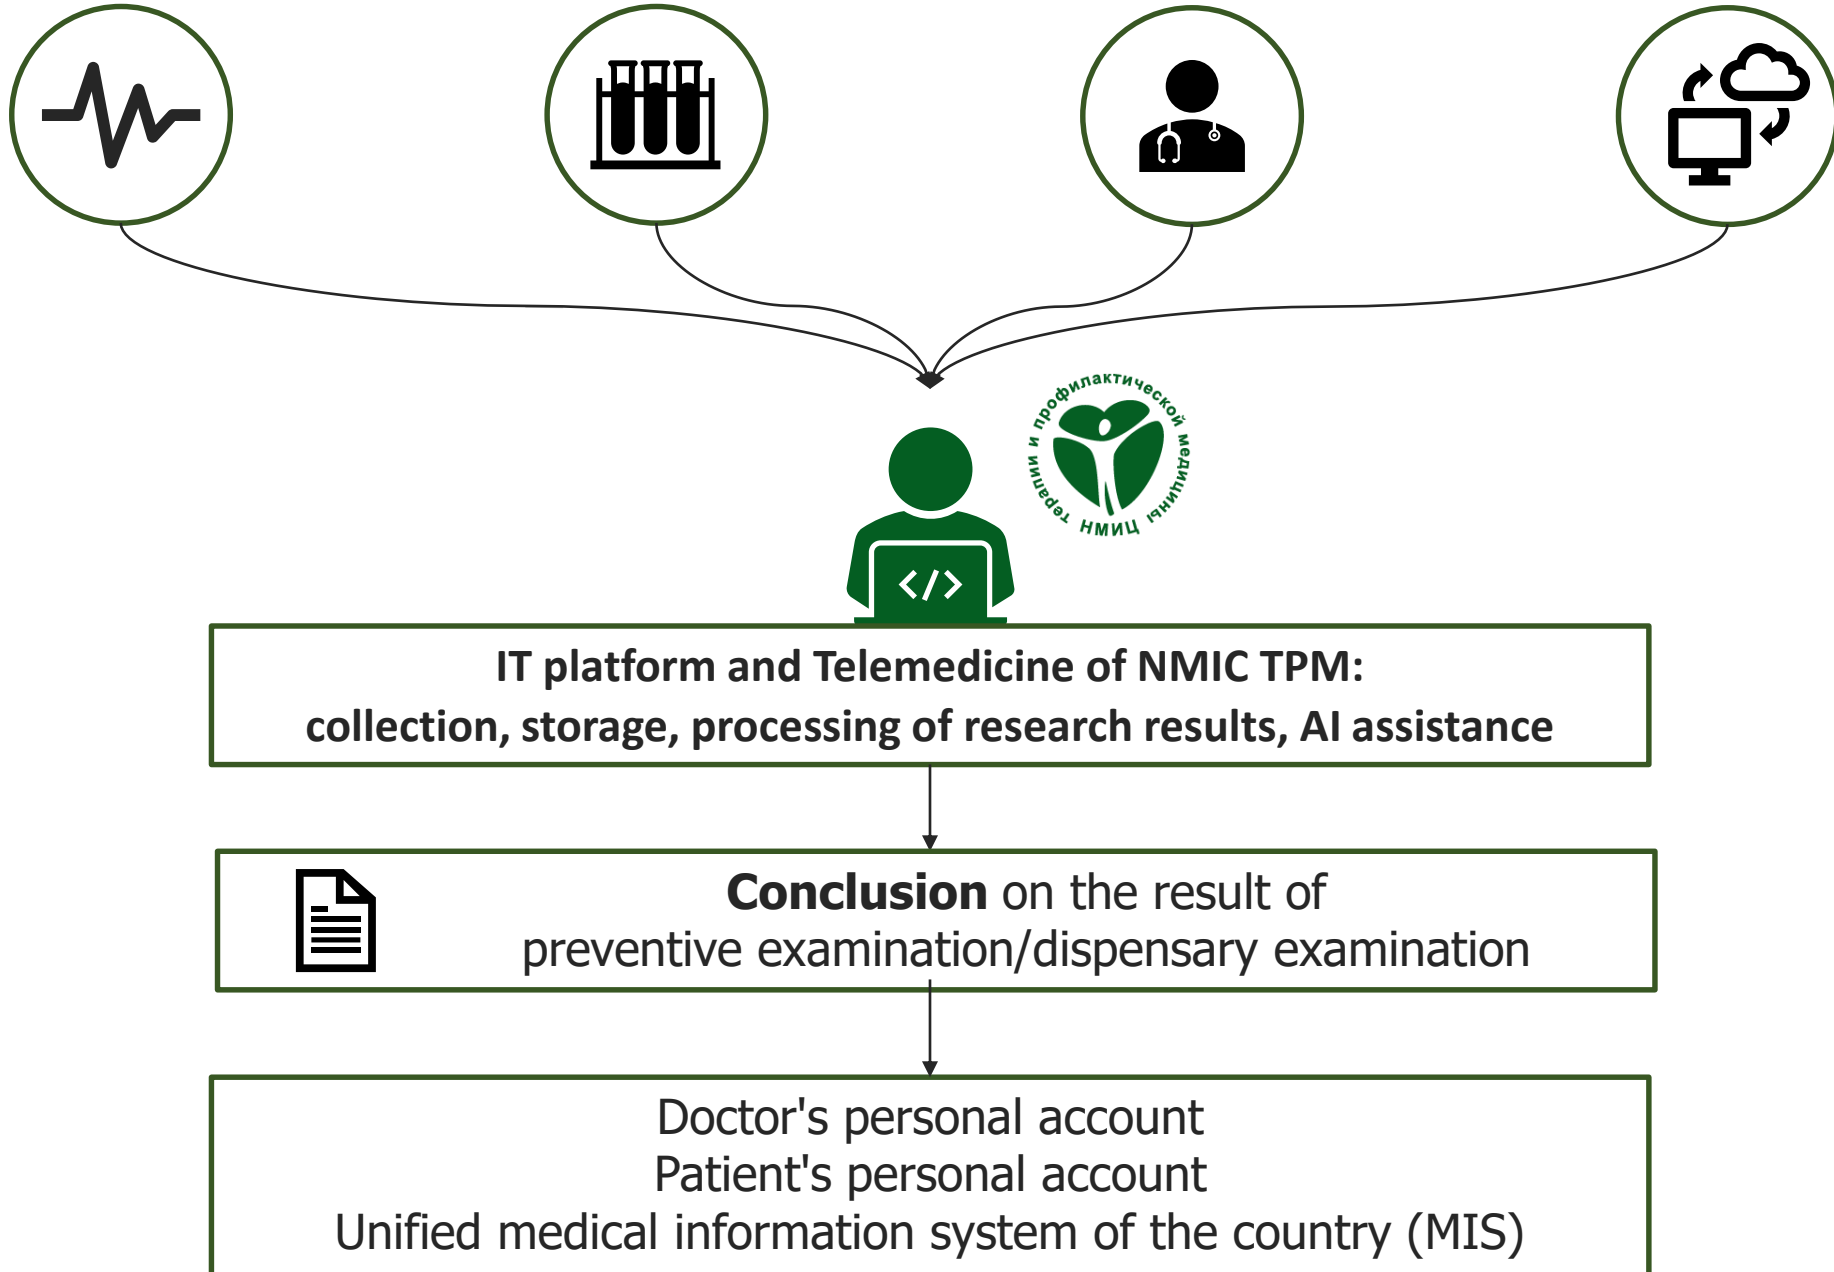 НМИЦ терапии и профилактической медицины
</>
IT platform and Telemedicine of NMIC TPM:
collection, storage, processing of research results, AI assistance
Conclusion on the result of
preventive examination/dispensary examination
Doctor's personal account
Patient's personal account
Unified medical information system of the country (MIS)